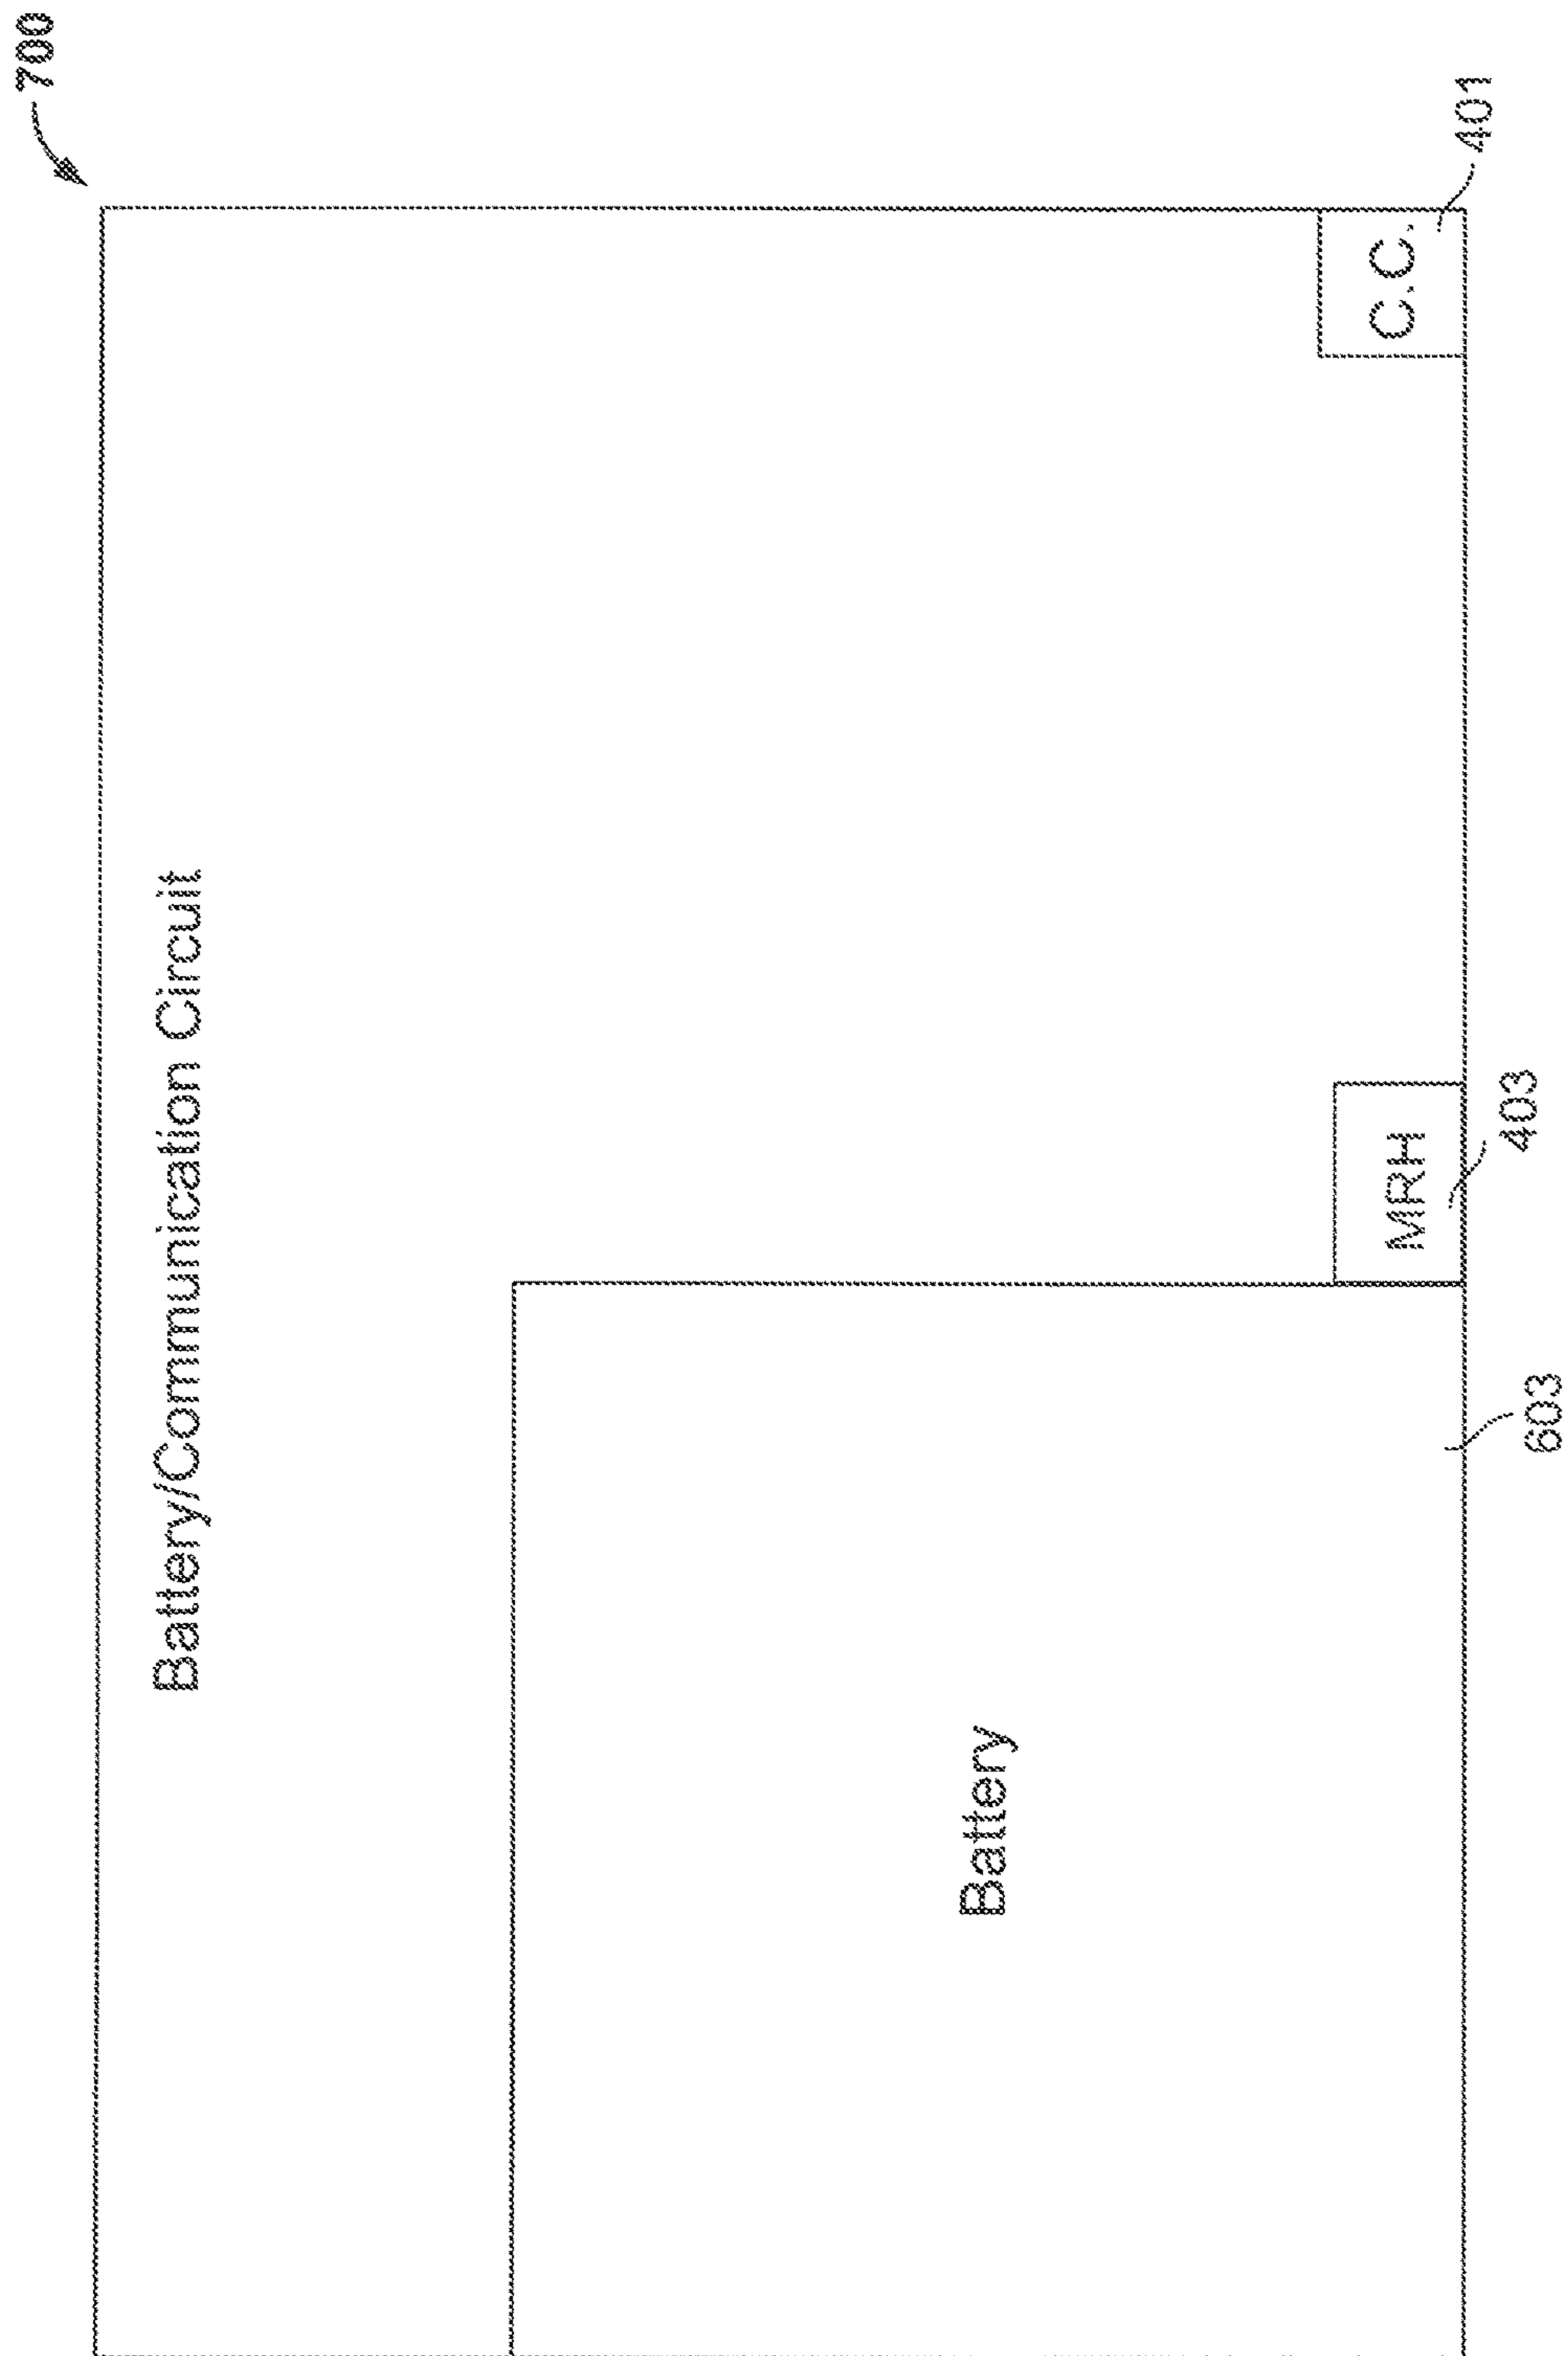 700
Battery/Communication Circuit
Battery
MRH
C.C.
603
403
401